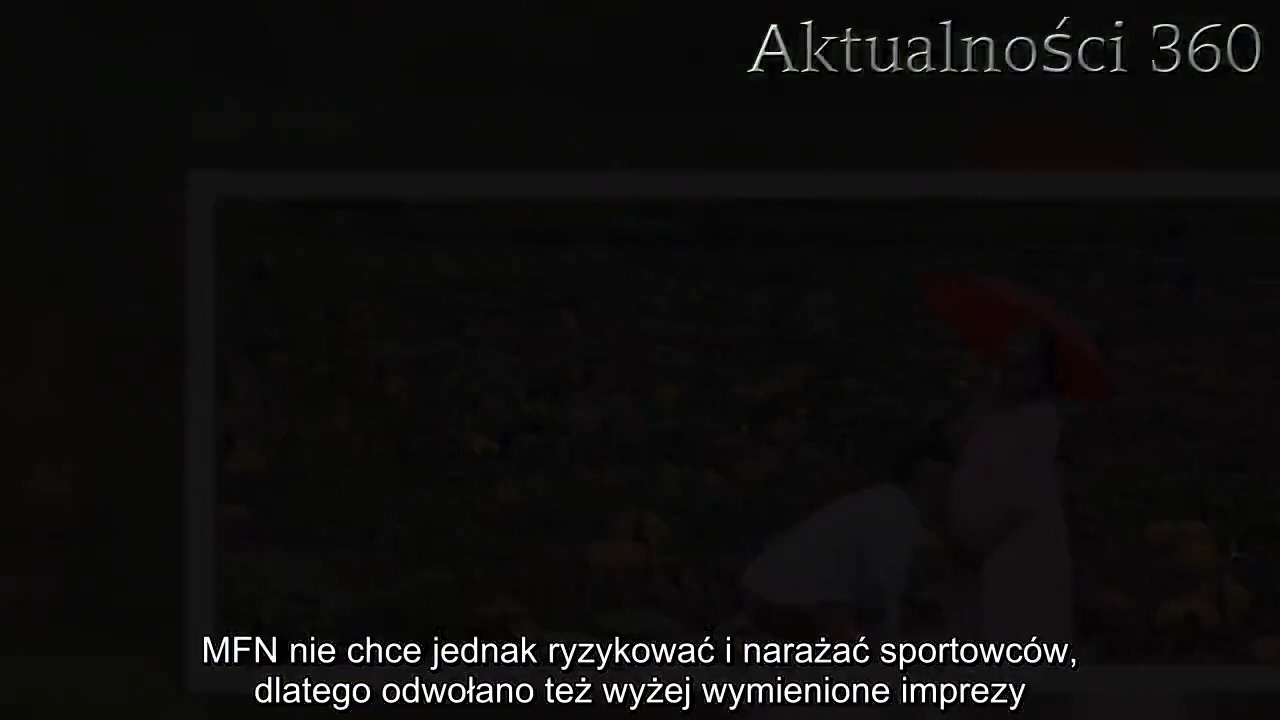 Aktualności 360
MFN nie chce jednak ryzykować i narażać sportowców,
dlatego odwołano też wyżej wymienione imprezy